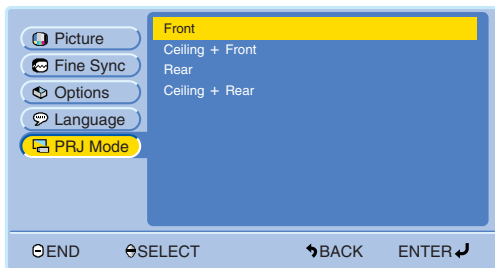 Picture
Fine Sync
Options
Language
PRJ Mode
Front
Ceiling + Front
Rear
Ceiling + Rear
END SELECT BACK ENTER